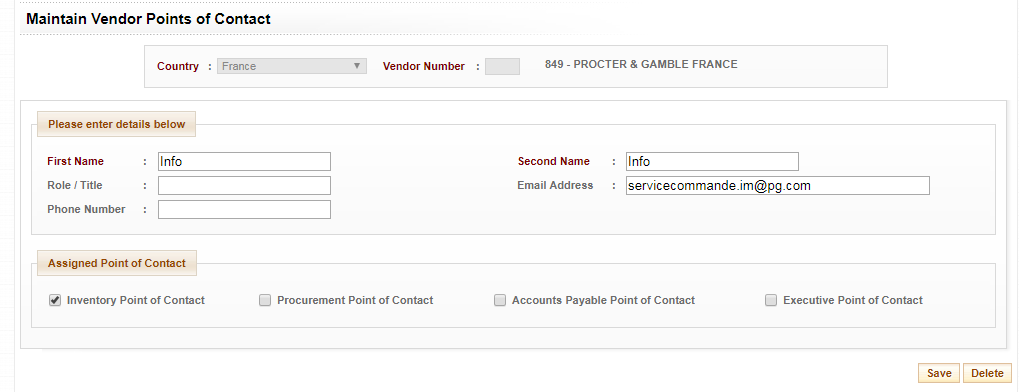 Maintain Vendor Points of Contact
Country : France Vendor Number : 849 - PROCTER & GAMBLE FRANCE
Please enter details below
First Name : Info Second Name : Info
Role / Title : Email Address : servicecommande.im@pg.com
Phone Number :
Assigned Point of Contact
Inventory Point of Contact Procurement Point of Contact Accounts Payable Point of Contact Executive Point of Contact
Save Delete